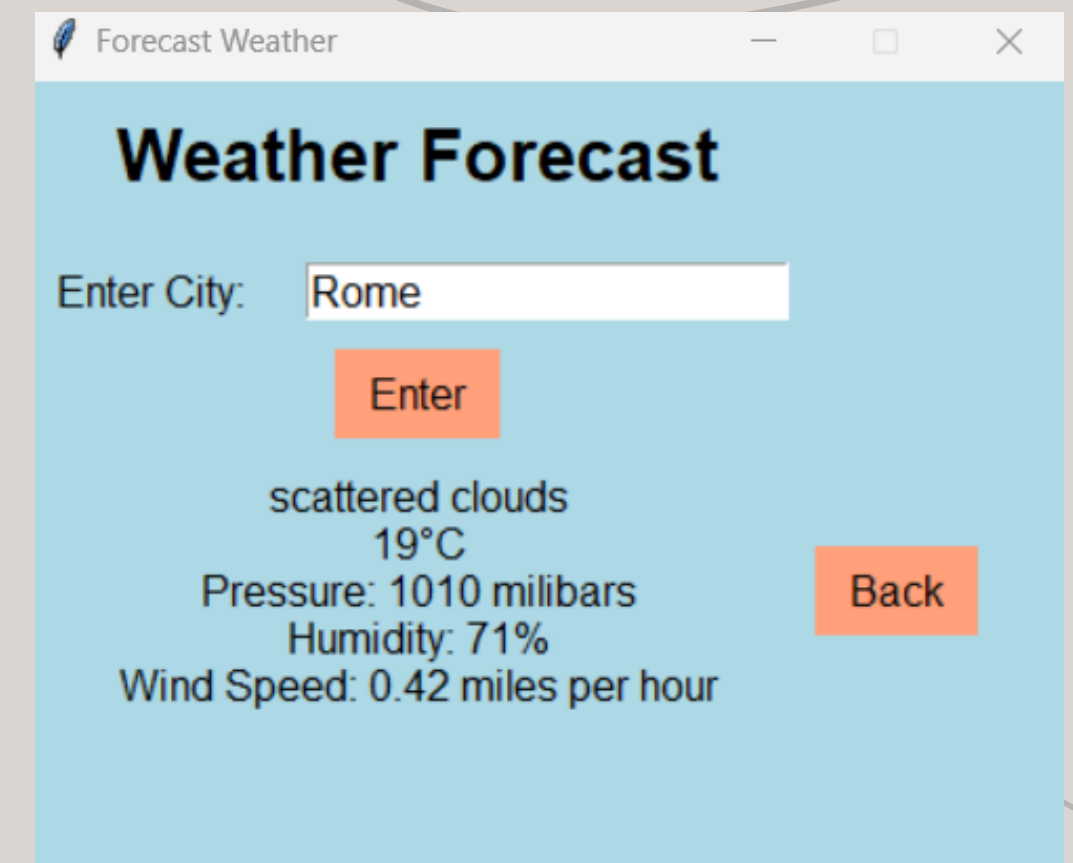 Forecast Weather
Weather Forecast
Enter City: Rome
Enter
scattered clouds
19°C
Pressure: 1010 milibars
Back
Humidity: 71%
Wind Speed: 0.42 miles per hour